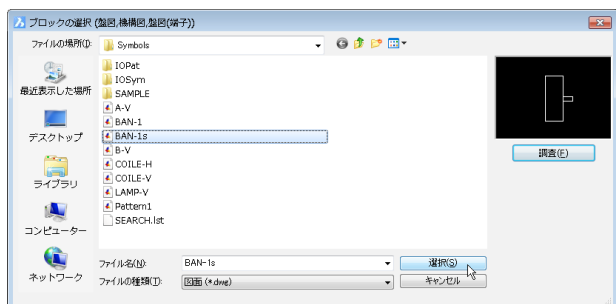 ブロックの選択 (盤図,機構図,盤図(端子))
ファイルの場所(I):
Symbols
最近表示した場所
デスクトップ
ライブラリ
コンピューター
ネットワーク
IOPat
IOSym
SAMPLE
A-V
BAN-1
BAN-1s
B-V
COILE-H
COILE-V
LAMP-V
Pattern1
SEARCH.lst
調査(E)
ファイル名(N):
BAN-1s
選択(S)
ファイルの種類(T):
図面 (*.dwg)
キャンセル